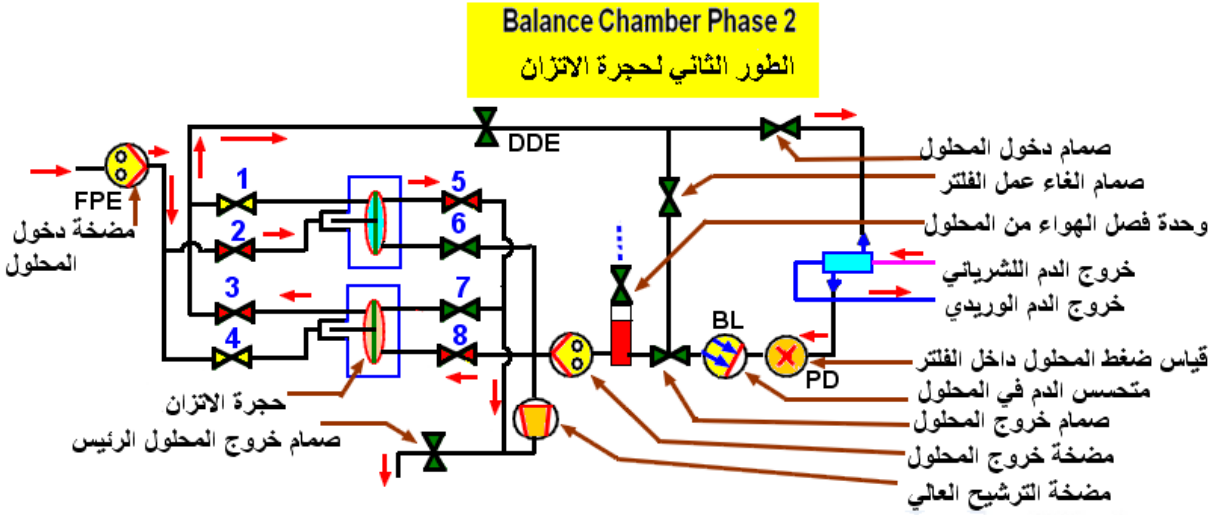 Balance Chamber Phase 2
الطور الثاني لحجرة الاتزان
DDE
FPE
مضخة دخول
المحلول
1
2
3
4
5
6
7
8
حجرة الاتزان
صمام خروج المحلول الرئيس
BL
PD
صمام دخول المحلول
صمام الغاء عمل الفلتر
وحدة فصل الهواء من المحلول
خروج الدم اللشرياني
خروج الدم الوريدي
قياس ضغط المحلول داخل الفلتر
متحسس الدم في المحلول
صمام خروج المحلول
مضخة خروج المحلول
مضخة الترشيح العالي